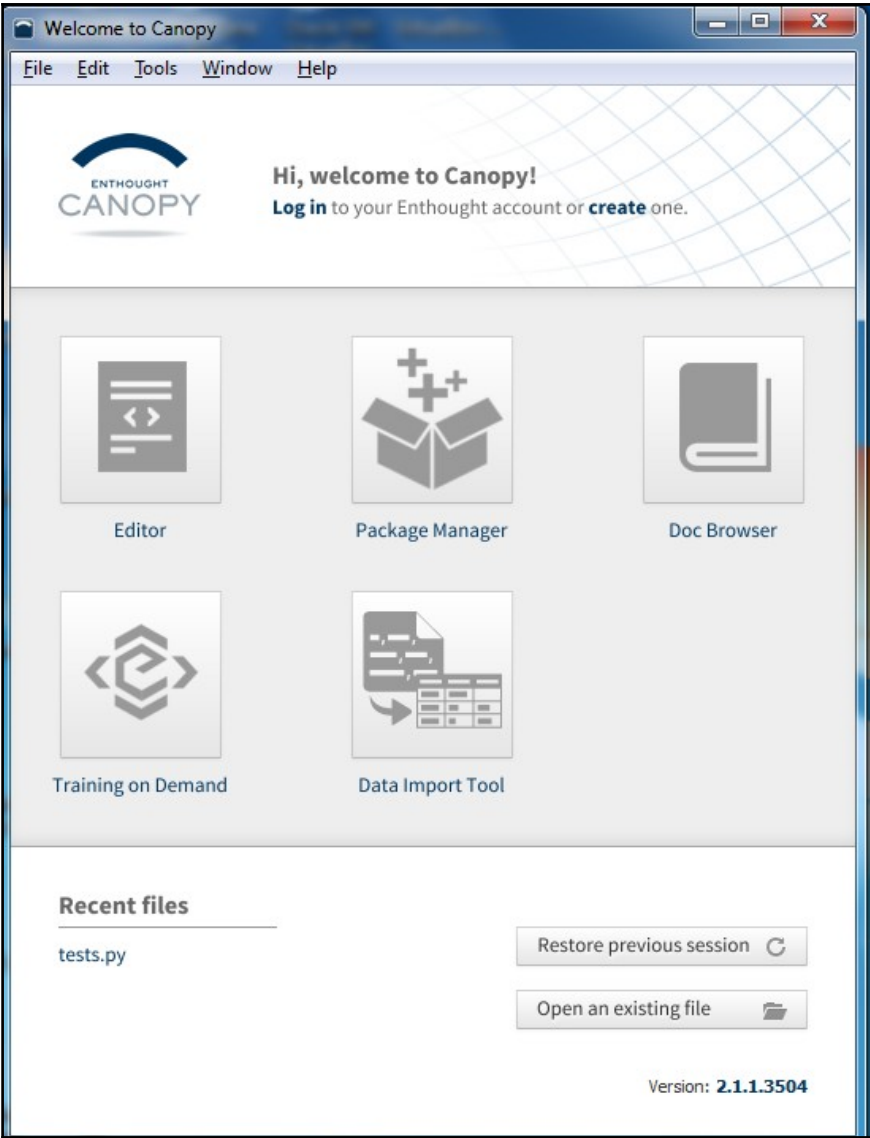 Welcome to Canopy
File Edit Tools Window Help
ENTHOUGHT
CANOPY
Hi, welcome to Canopy!
Log in to your Enthought account or create one.
Editor
Package Manager
Doc Browser
Training on Demand
Data Import Tool
Recent files
tests.py
Restore previous session
Open an existing file
Version: 2.1.1.3504